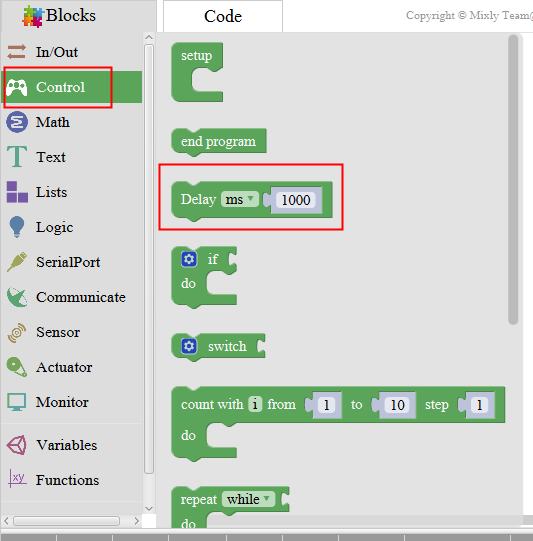 Blocks
Code
Copyright © Mixly Team@
In/Out
Control
Math
Text
Lists
Logic
SerialPort
Communicate
Sensor
Actuator
Monitor
Variables
xy
Functions
setup
end program
Delay ms 1000
if
do
switch
count with i from 1 to 10 step 1
do
repeat while
do